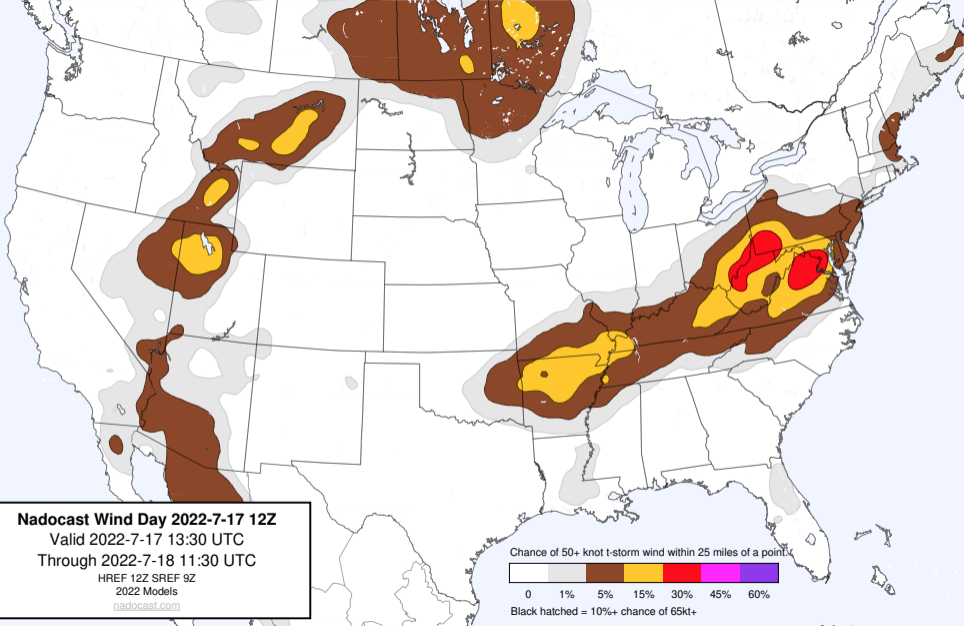 Nadocast Wind Day 2022-7-17 12Z
Valid 2022-7-17 13:30 UTC
Through 2022-7-18 11:30 UTC
HREF 12Z SREF 9Z
2022 Models
nadocast.com
Chance of 50+ knot t-storm wind within 25 miles of a point.
0 1% 5% 15% 30% 45% 60%
Black hatched = 10%+ chance of 65kt+